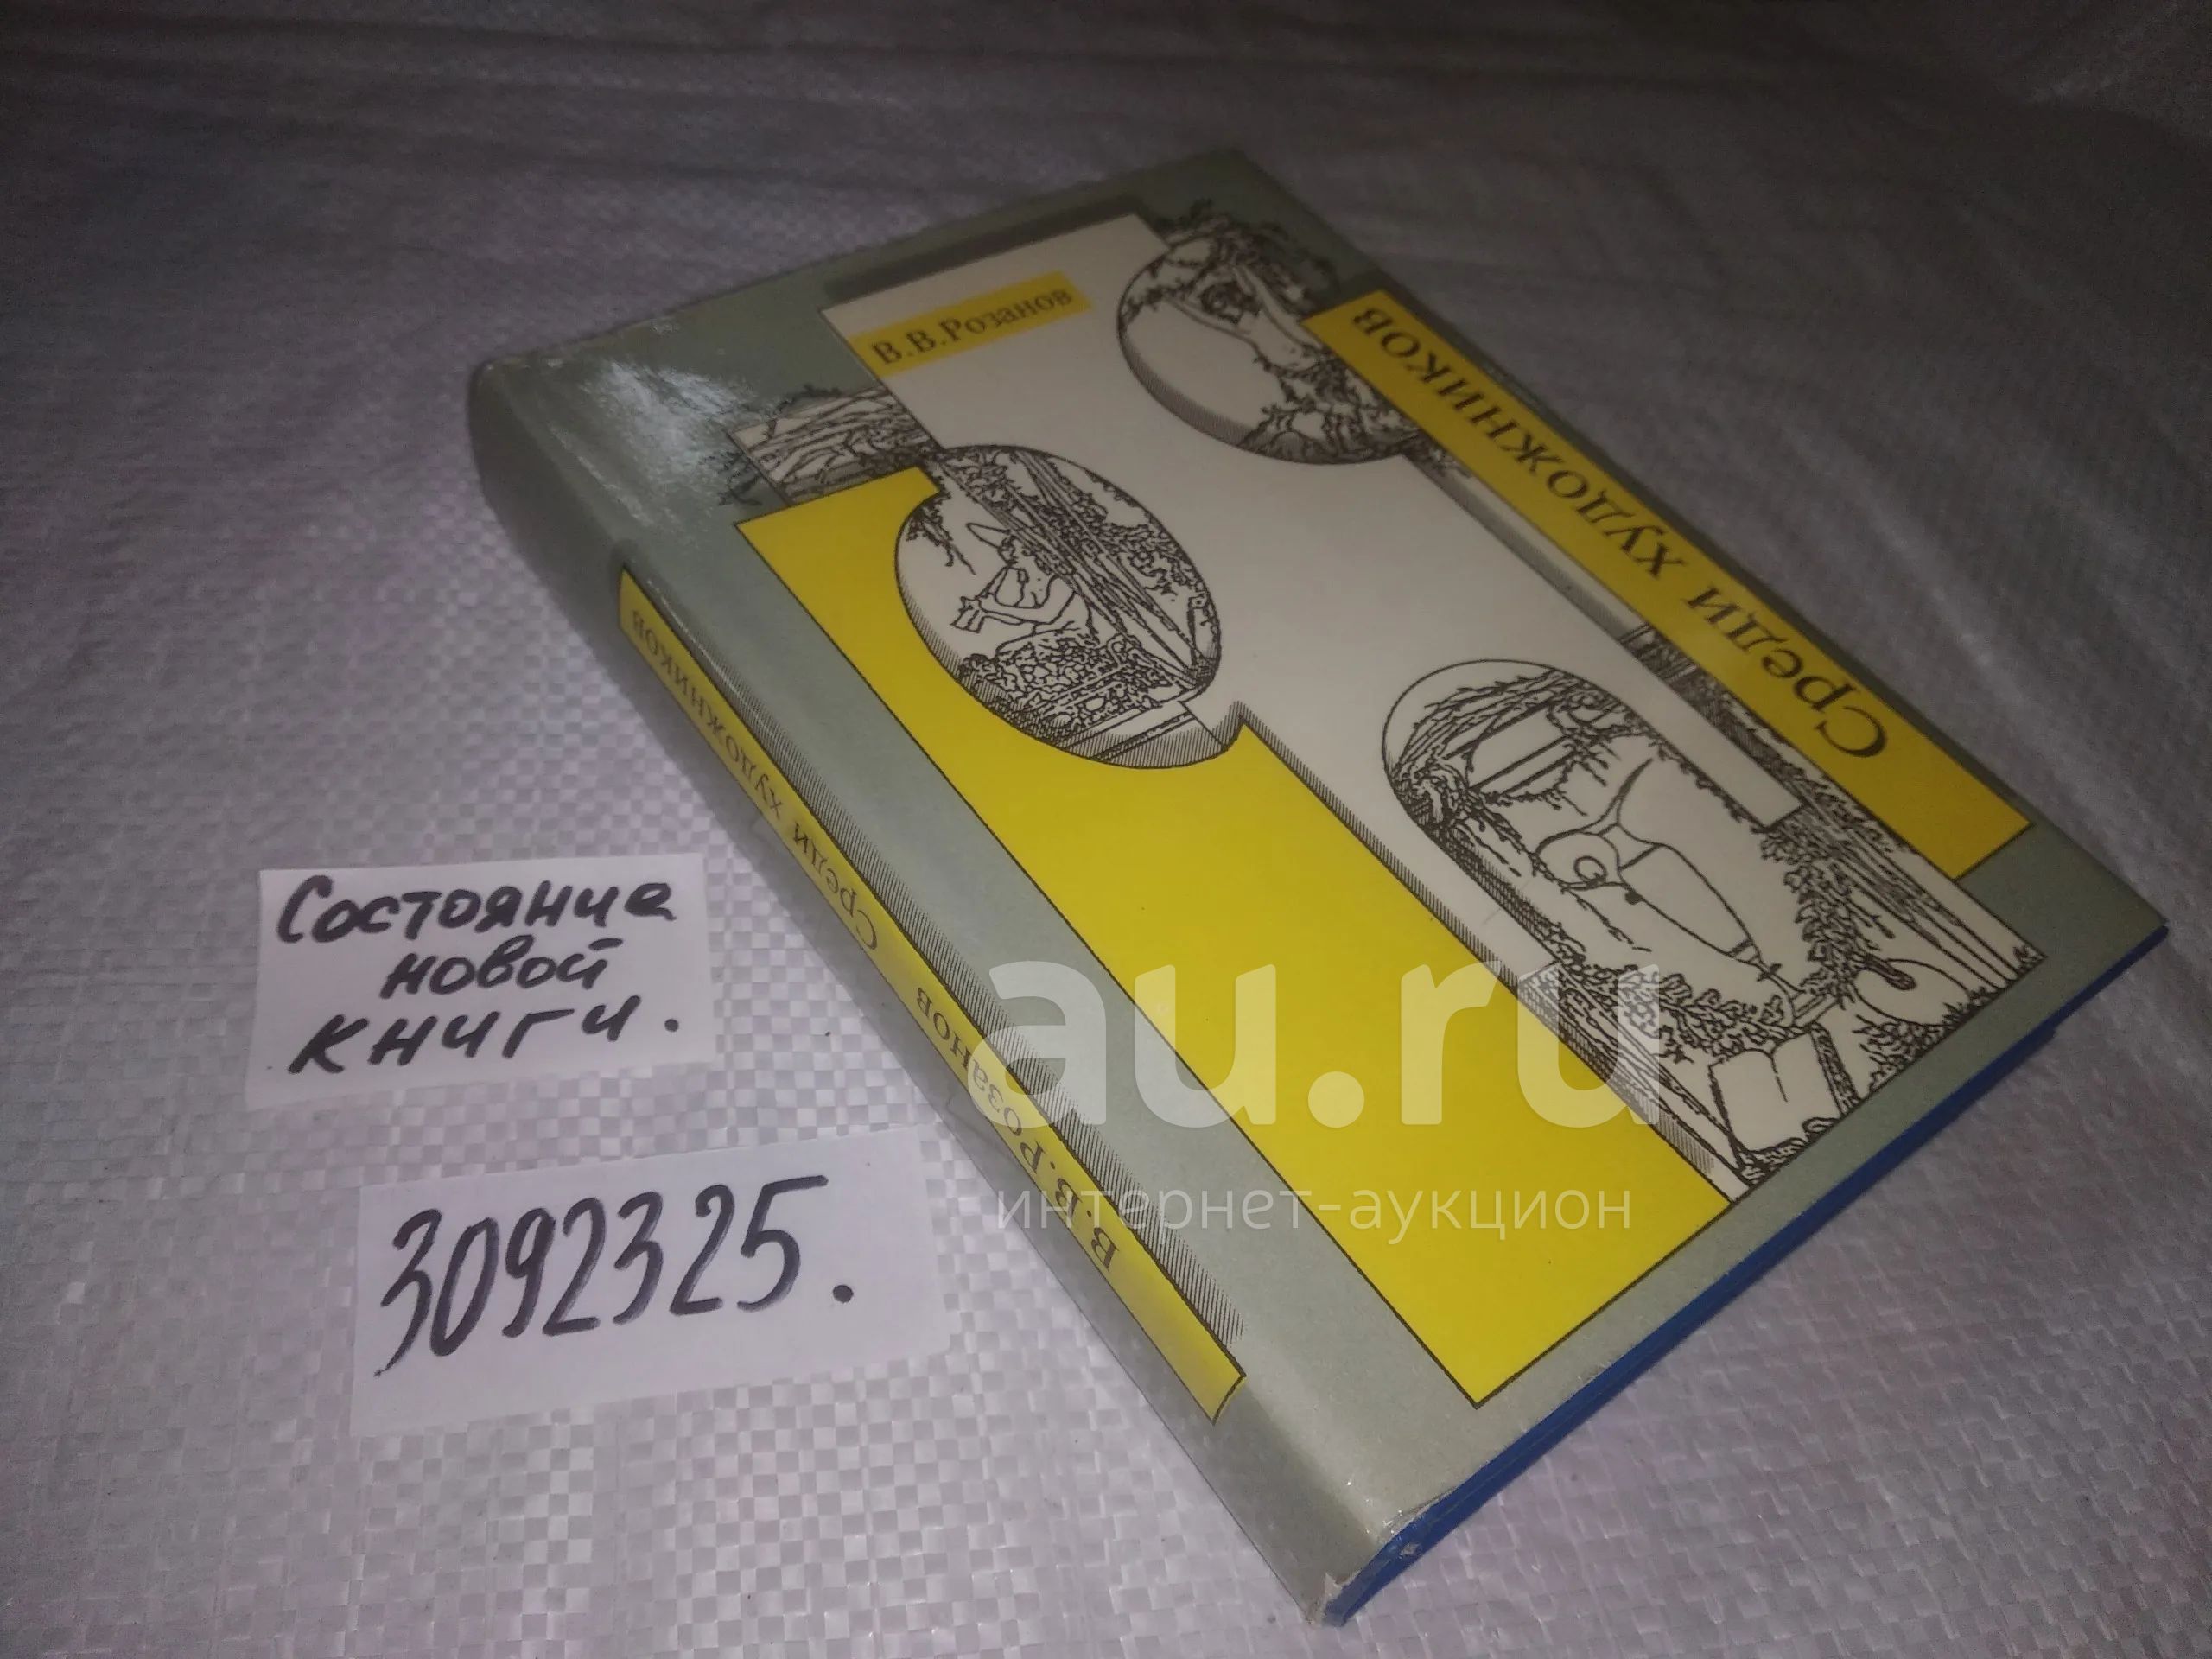 В.В.Розанов
Среди художников
В.В.Розанов Среди художников
Состояние
новой
книги.
3092325.
au.ru
интернет-аукцион